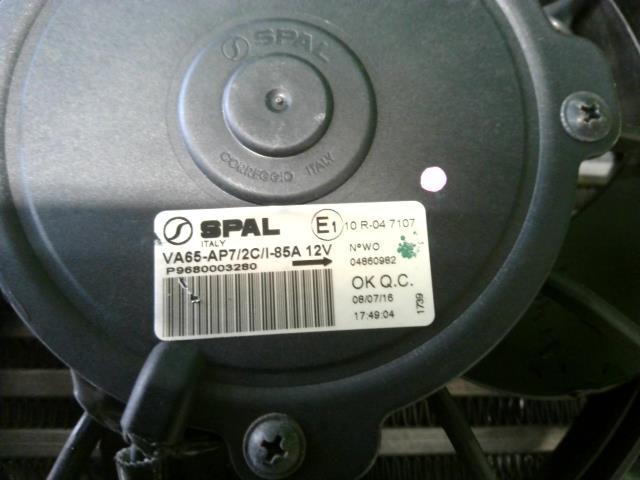 SPAL
CORREGGIO ITALY
SPAL
ITALY
E1
10 R-04 7107
VA65-AP7/2C/I-85A 12V
P9680003280
N°WO
04860982
OK Q.C.
08/07/16
17:49:04
1739